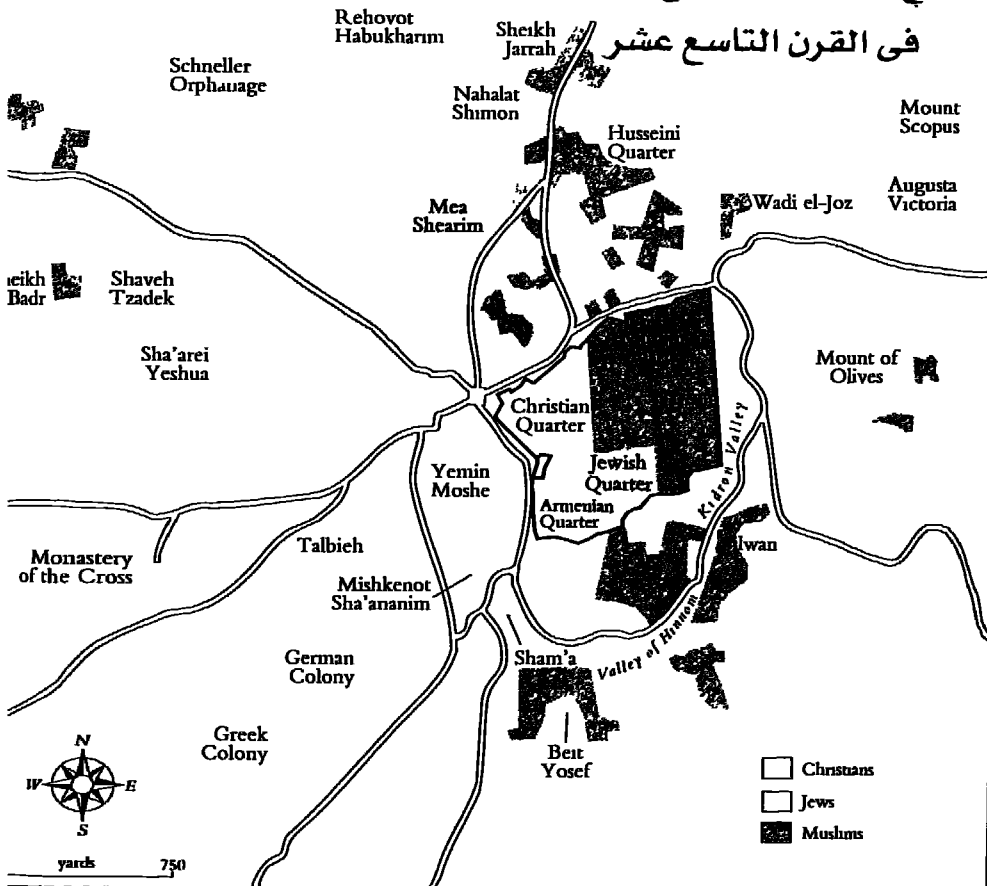 فى القرن التاسع عشر
Rehovot
Habukharim
Sheikh
Jarrah
Schneller
Orphanage
Nahalat
Shimon
Mount
Scopus
Husseini
Quarter
Augusta
Victoria
Wadi el-Joz
Mea
Shearim
eikh
Badr
Shaveh
Tzadek
Sha'arei
Yeshua
Mount of
Olives
Christian
Quarter
Kidron Valley
Jewish
Quarter
Yemin
Moshe
Armenian
Quarter
Iwan
Talbieh
Monastery
of the Cross
Mishkenot
Sha'ananim
Valley of Hinnom
Sham'a
German
Colony
Greek
Colony
Beit
Yosef
N
W
E
S
Christians
Jews
Muslims
yards
750